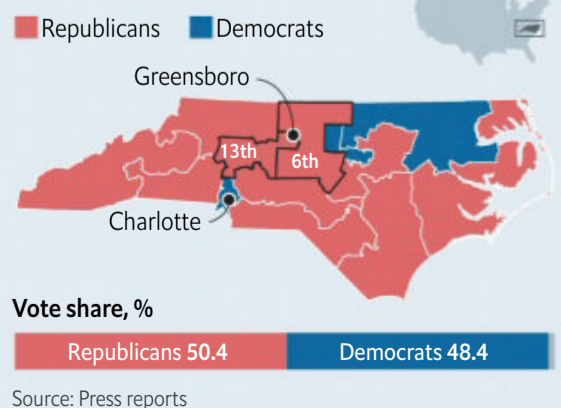 Republicans Democrats
Greensboro
13th
6th
Charlotte
Vote share, %
Republicans 50.4 Democrats 48.4
Source: Press reports